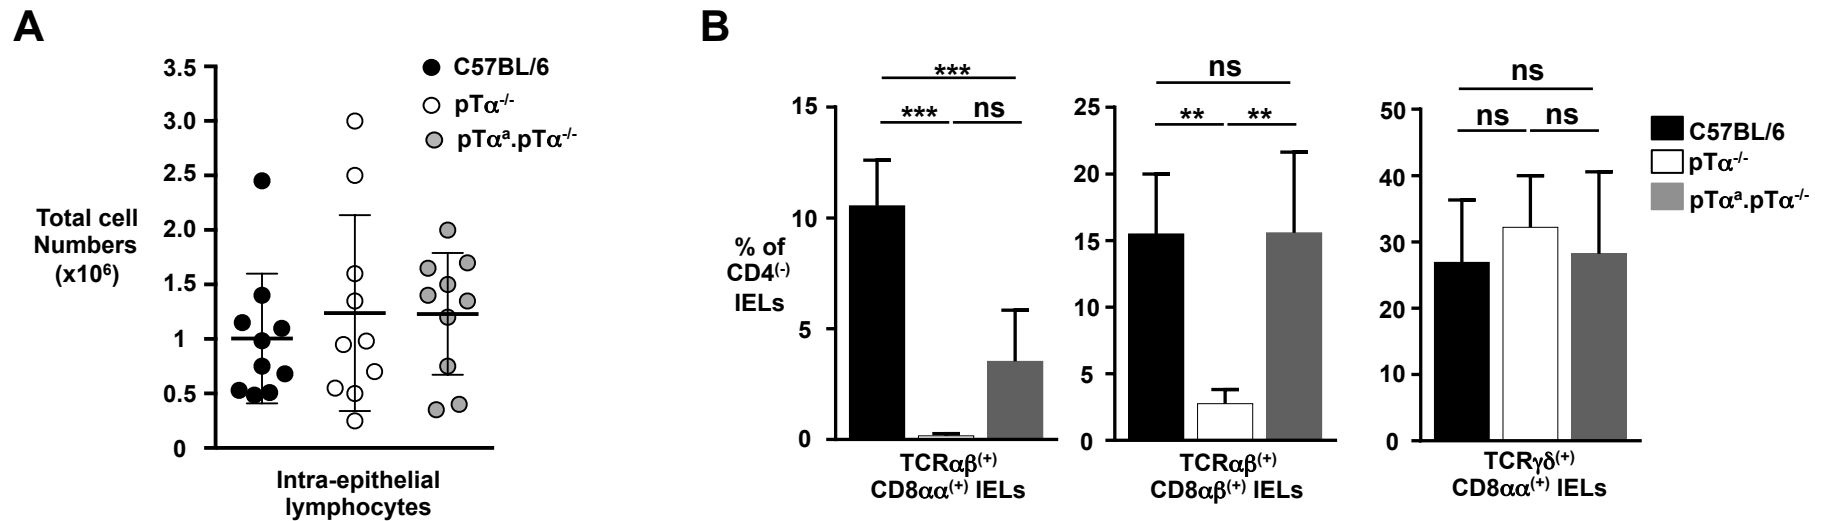 A
3.5
3.0
2.5
2.0
1.5
1
0.5
0
Total cell
Numbers
(x10⁶)
C57BL/6
pTα⁻/⁻
pTαᵃ.pTα⁻/⁻
Intra-epithelial
lymphocytes
B
% of
CD4⁽⁻⁾
IELs
15
10
5
0
***
***
ns
TCRαβ⁽⁺⁾
CD8αα⁽⁺⁾ IELs
25
20
15
10
5
0
ns
**
**
TCRαβ⁽⁺⁾
CD8αβ⁽⁺⁾ IELs
50
40
30
20
10
0
ns
ns
ns
TCRγδ⁽⁺⁾
CD8αα⁽⁺⁾ IELs
C57BL/6
pTα⁻/⁻
pTαᵃ.pTα⁻/⁻